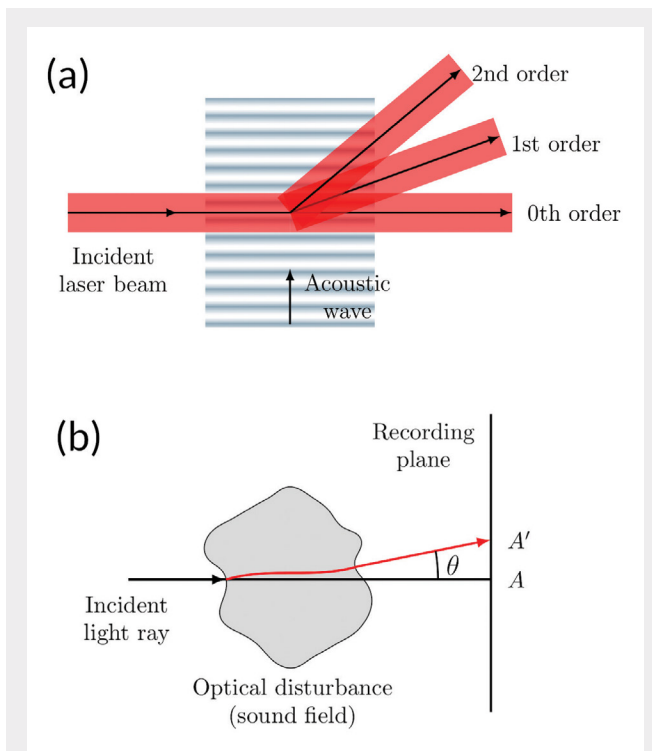 (a)
2nd order
1st order
0th order
Incident
laser beam
Acoustic
wave
(b)
Recording
plane
A′
θ
A
Incident
light ray
Optical disturbance
(sound field)